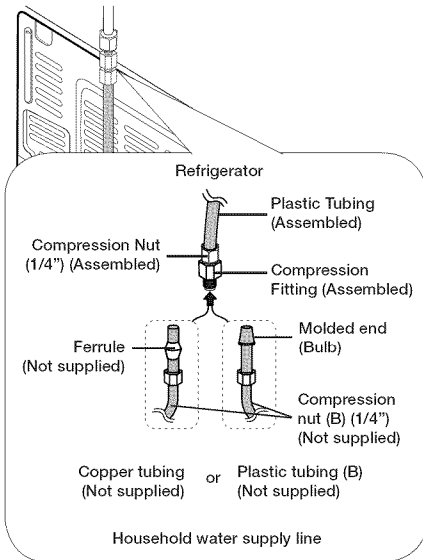 Refrigerator
Plastic Tubing
(Assembled)
Compression Nut
(1/4”) (Assembled)
Compression
Fitting (Assembled)
Ferrule
(Not supplied)
Molded end
(Bulb)
Compression
nut (B) (1/4”)
(Not supplied)
Copper tubing
(Not supplied)
or
Plastic tubing (B)
(Not supplied)
Household water supply line